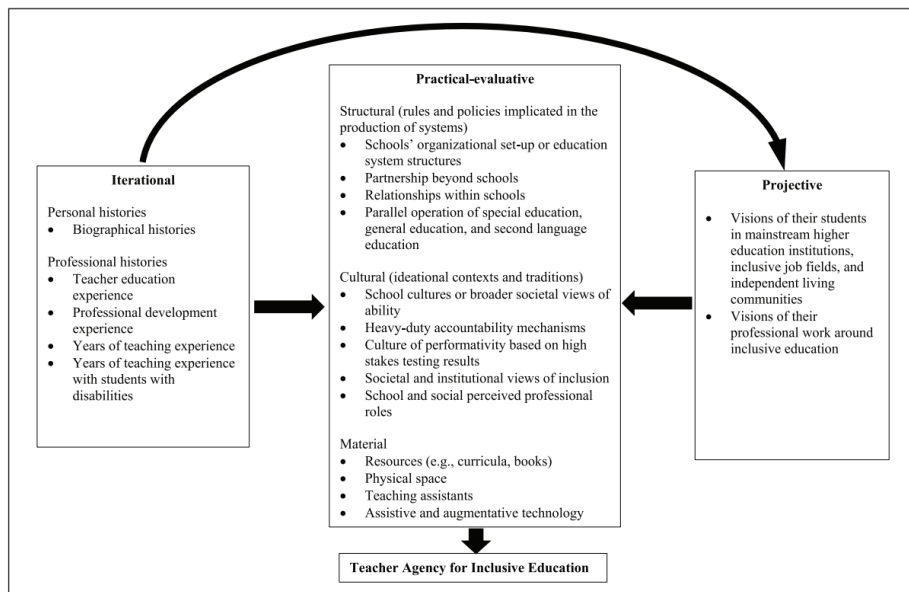 Iterational
Personal histories
• Biographical histories
Professional histories
• Teacher education
experience
• Professional development
experience
• Years of teaching experience
• Years of teaching experience
with students with
disabilities
Practical-evaluative
Structural (rules and policies implicated in the
production of systems)
• Schools' organizational set-up or education
system structures
• Partnership beyond schools
• Relationships within schools
• Parallel operation of special education,
general education, and second language
education
Cultural (ideational contexts and traditions)
• School cultures or broader societal views of
ability
• Heavy-duty accountability mechanisms
• Culture of performativity based on high
stakes testing results
• Societal and institutional views of inclusion
• School and social perceived professional
roles
Material
• Resources (e.g., curricula, books)
• Physical space
• Teaching assistants
• Assistive and augmentative technology
Projective
• Visions of their students
in mainstream higher
education institutions,
inclusive job fields, and
independent living
communities
• Visions of their
professional work around
inclusive education
Teacher Agency for Inclusive Education